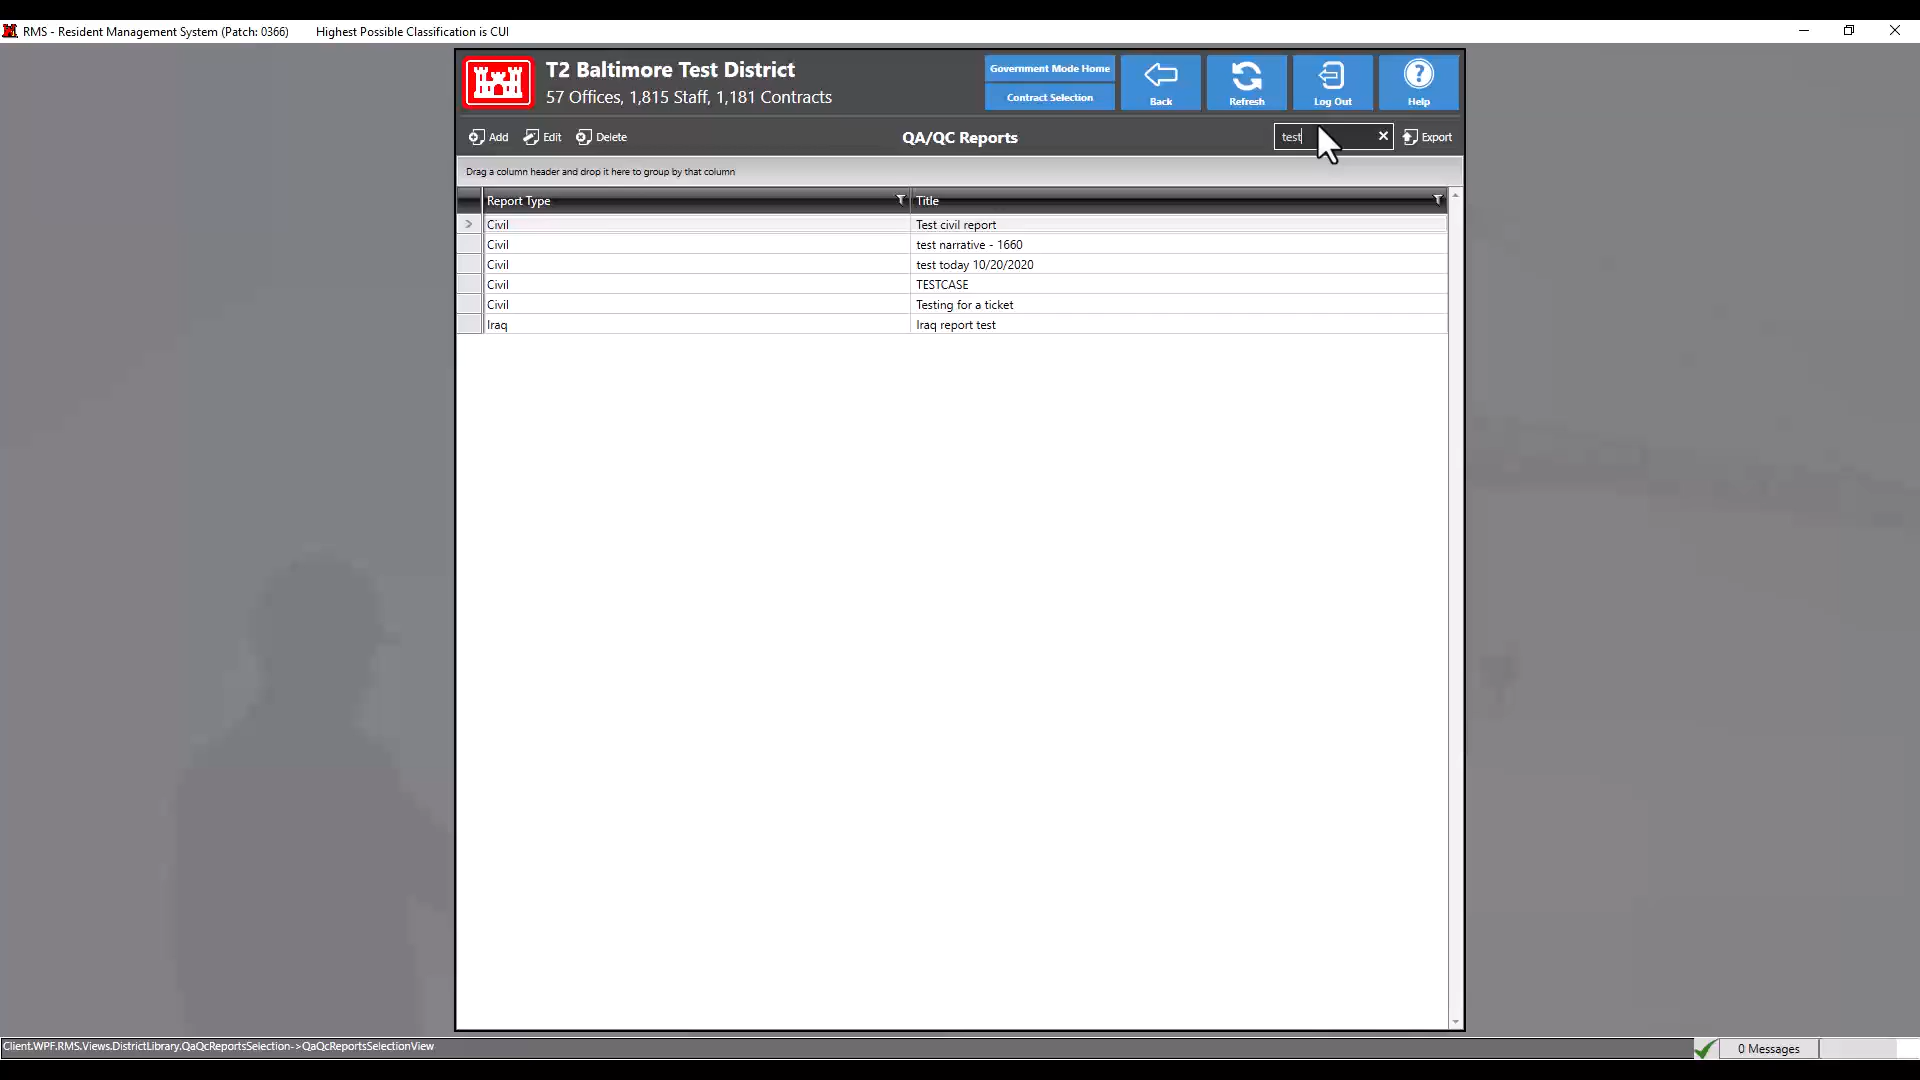 RMS - Resident Management System (Patch: 0366) Highest Possible Classification is CUI
T2 Baltimore Test District
57 Offices, 1,815 Staff, 1,181 Contracts
Government Mode Home
Contract Selection
Back
Refresh
Log Out
Help
Add Edit Delete
QA/QC Reports
test
Export
Drag a column header and drop it here to group by that column
Report Type Title
Civil Test civil report
Civil test narrative - 1660
Civil test today 10/20/2020
Civil TESTCASE
Civil Testing for a ticket
Iraq Iraq report test
Client.WPF.RMS.Views.DistrictLibrary.QaQcReportsSelection->QaQcReportsSelectionView
0 Messages